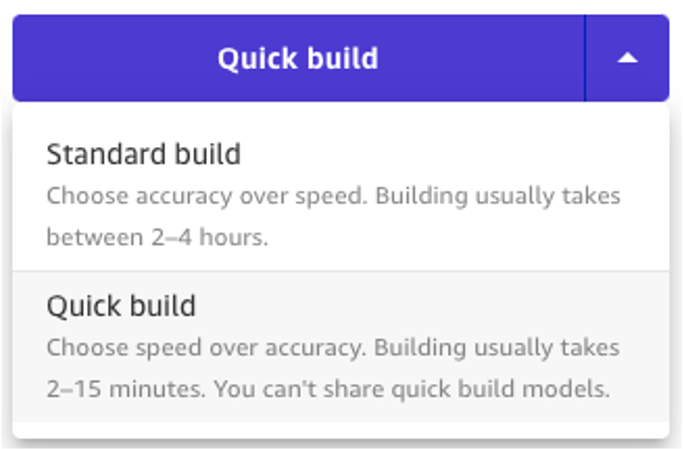 Quick build
Standard build
Choose accuracy over speed. Building usually takes
between 2–4 hours.
Quick build
Choose speed over accuracy. Building usually takes
2–15 minutes. You can't share quick build models.